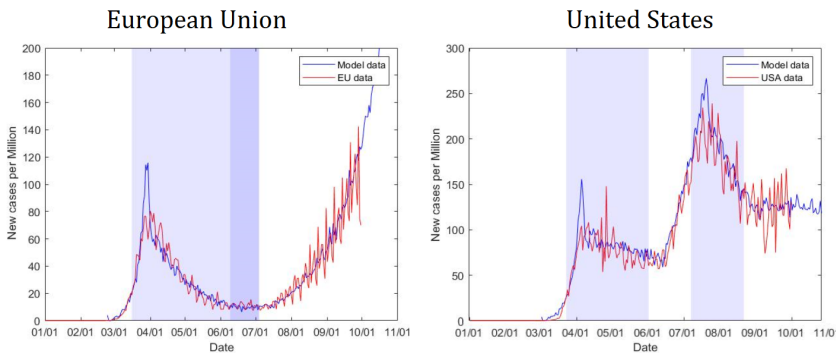 European Union
200
180
160
140
120
100
80
60
40
20
0
New cases per Million
01/01 02/01 03/01 04/01 05/01 06/01 07/01 08/01 09/01 10/01 11/01
Date
Model data
EU data
United States
300
250
200
150
100
50
0
New cases per Million
01/01 02/01 03/01 04/01 05/01 06/01 07/01 08/01 09/01 10/01 11/0
Date
Model data
USA data